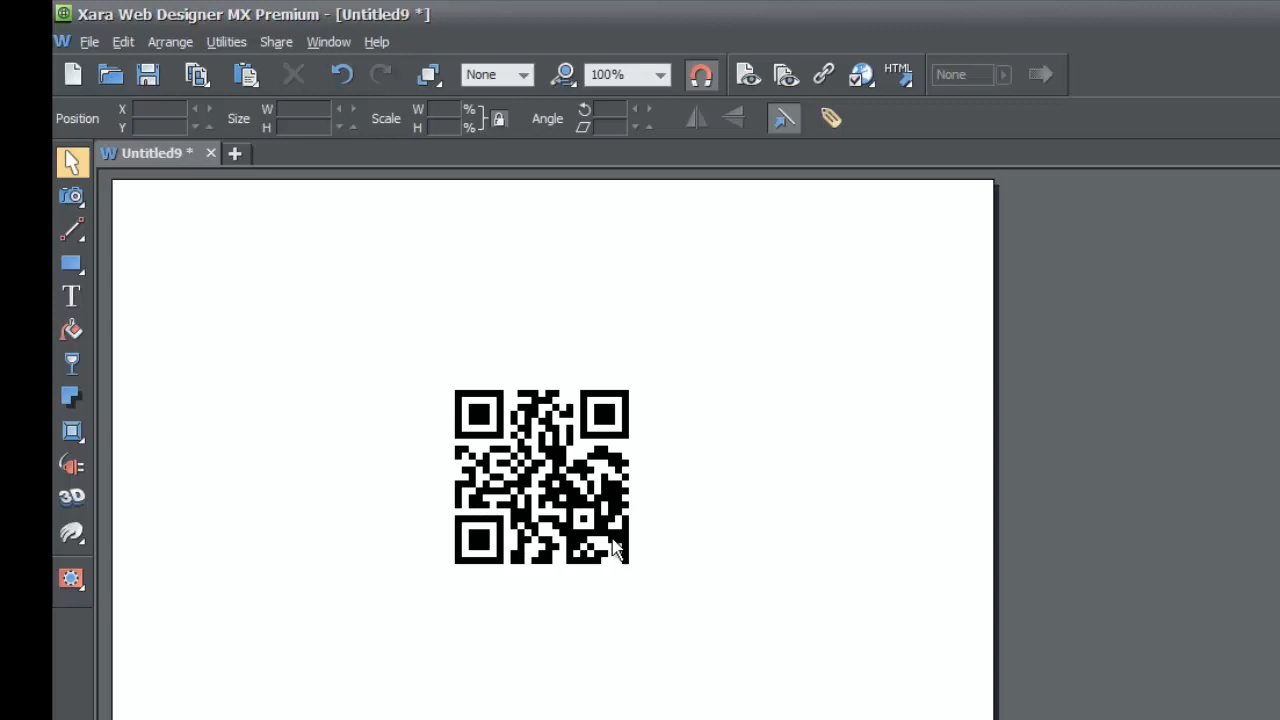 Xara Web Designer MX Premium - [Untitled9 *]
File Edit Arrange Utilities Share Window Help
None 100% HTML None
Position X Y Size W H Scale W % H % Angle
Untitled9 *
T
3D